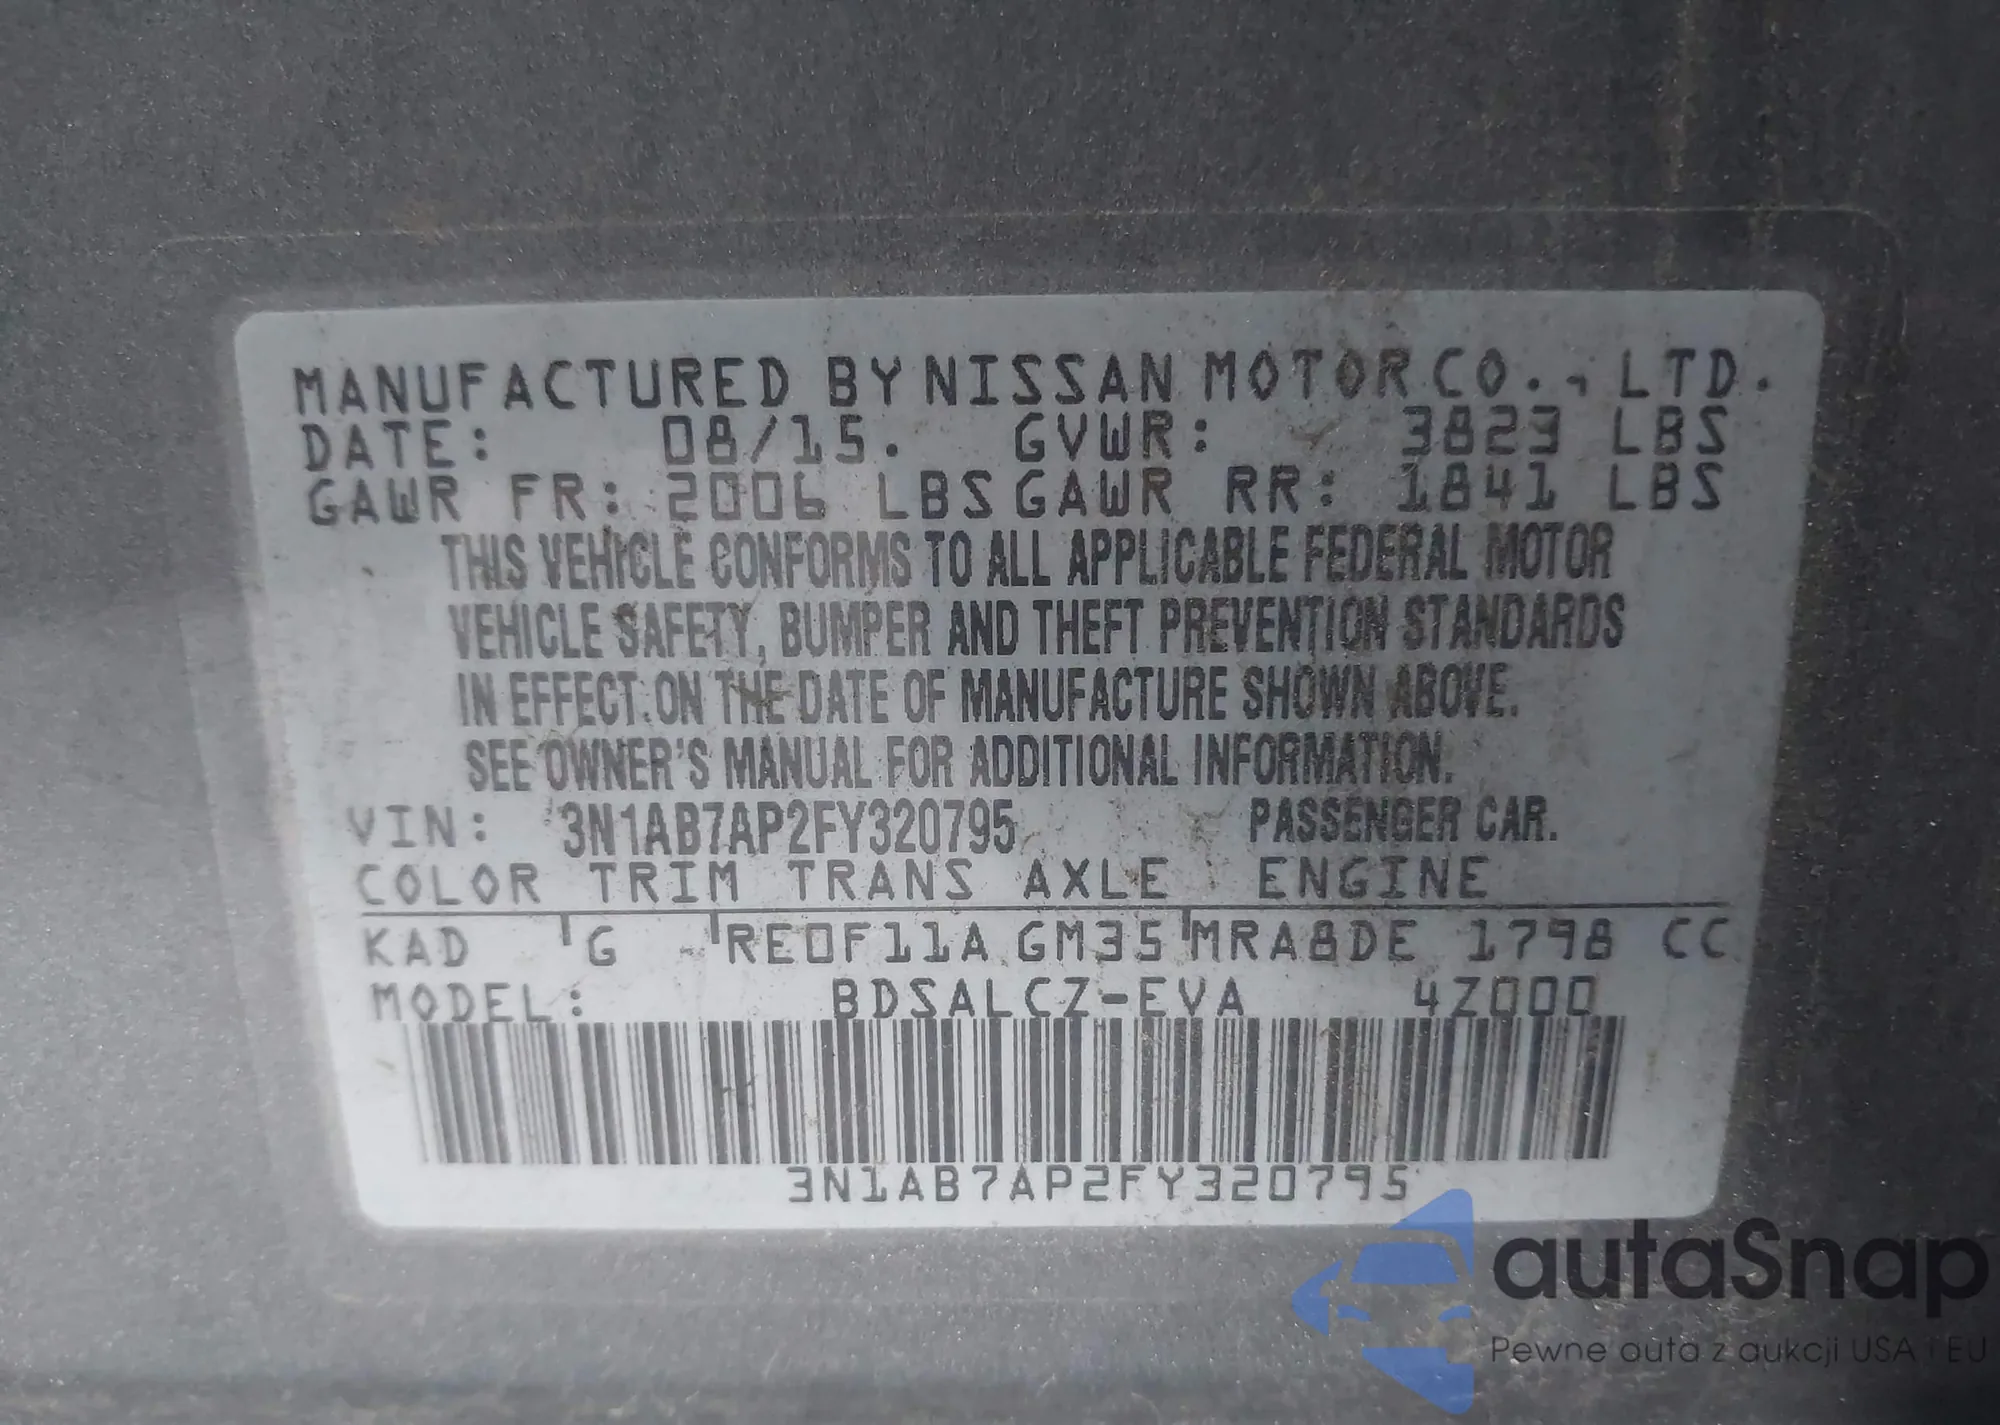 MANUFACTURED BY NISSAN MOTOR CO., LTD.
DATE: 08/15. GVWR: 3823 LBS
GAWR FR: 2006 LBS GAWR RR: 1841 LBS
THIS VEHICLE CONFORMS TO ALL APPLICABLE FEDERAL MOTOR
VEHICLE SAFETY, BUMPER AND THEFT PREVENTION STANDARDS
IN EFFECT ON THE DATE OF MANUFACTURE SHOWN ABOVE.
SEE OWNER'S MANUAL FOR ADDITIONAL INFORMATION.
VIN: 3N1AB7AP2FY320795 PASSENGER CAR.
COLOR TRIM TRANS AXLE ENGINE
KAD G RE0F11A GM35 MRA8DE 1798 CC
MODEL: BDSALCZ-EVA 4Z000
3N1AB7AP2FY320795
autaSnap
Pewne auta z aukcji USA i EU